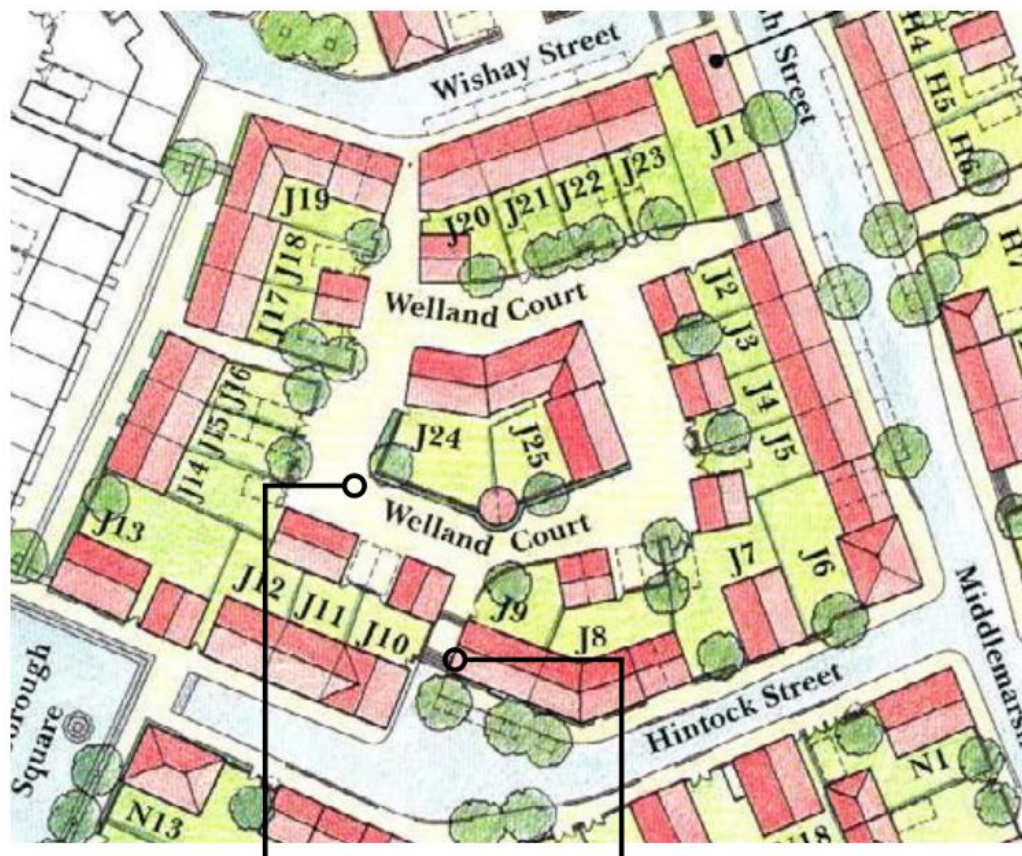 Wishay Street
Street
H4
H5
H6
H7
J1
J19
J20
J21
J22
J23
J18
J17
J2
J3
J4
J5
Welland Court
J16
J15
J14
J24
J25
Welland Court
J13
J12
J11
J10
J9
J8
J7
J6
Hintock Street
Middlemarsh
Square
N13
N1